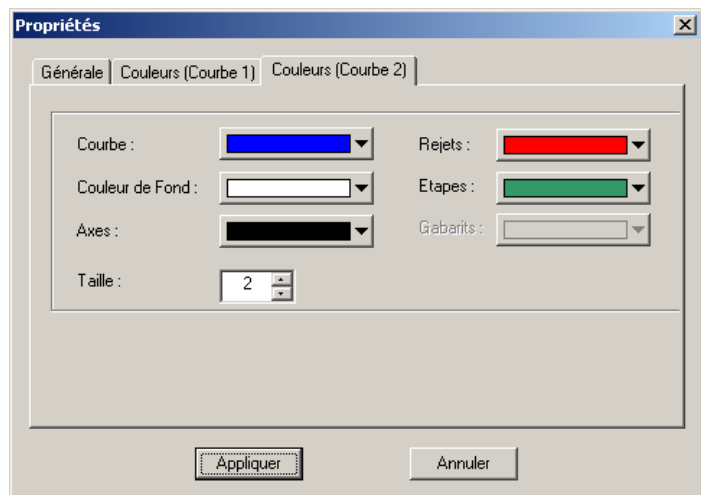 Propriétés
Générale Couleurs (Courbe 1) Couleurs (Courbe 2)
Courbe : Rejets :
Couleur de Fond : Etapes :
Axes : Gabarits :
Taille : 2
Appliquer Annuler